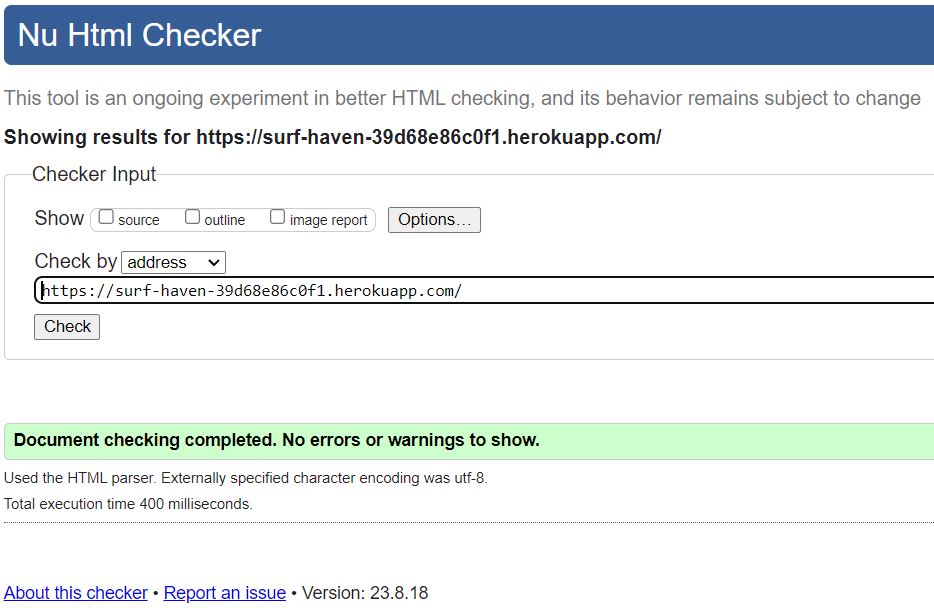 Nu Html Checker
This tool is an ongoing experiment in better HTML checking, and its behavior remains subject to change
Showing results for https://surf-haven-39d68e86c0f1.herokuapp.com/
Checker Input
Show source outline image report Options...
Check by address
https://surf-haven-39d68e86c0f1.herokuapp.com/
Check
Document checking completed. No errors or warnings to show.
Used the HTML parser. Externally specified character encoding was utf-8.
Total execution time 400 milliseconds.
About this checker • Report an issue • Version: 23.8.18